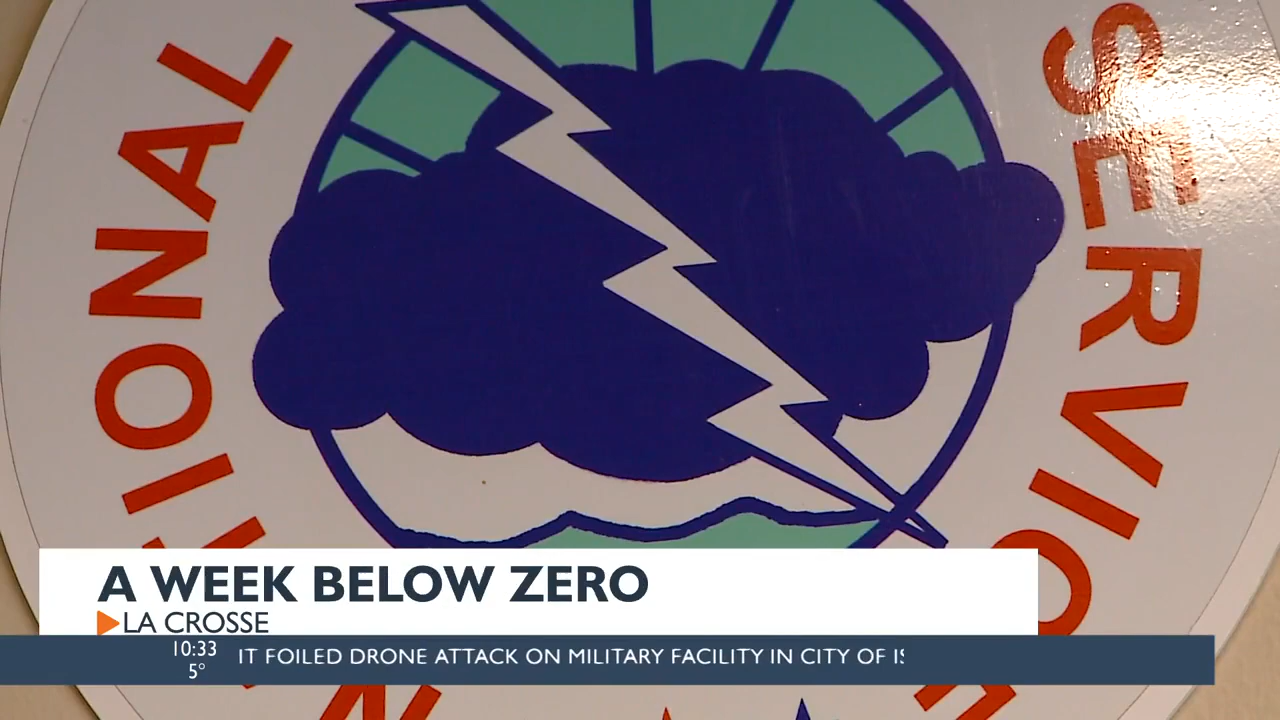 NATIONAL
SERVICE
A WEEK BELOW ZERO
LA CROSSE
10:33
5°
IT FOILED DRONE ATTACK ON MILITARY FACILITY IN CITY OF IS